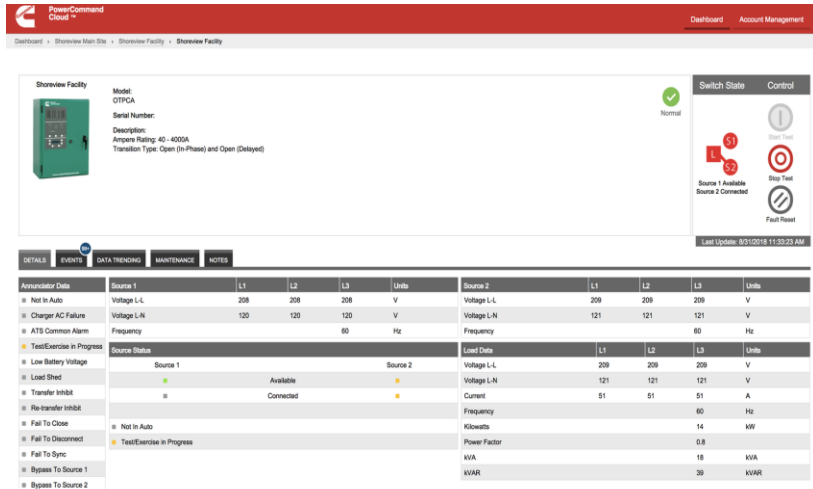 PowerCommand
Cloud ™
Dashboard Account Management
Dashboard › Shoreview Main Site › Shoreview Facility › Shoreview Facility
Shoreview Facility
Model:
OTPCA
Serial Number:
Description:
Ampere Rating: 40 - 4000A
Transition Type: Open (In-Phase) and Open (Delayed)
Normal
Switch State Control
Start Test
S1
L
S2
Stop Test
Source 1 Available
Source 2 Connected
Fault Reset
Last Update: 8/31/2018 11:33:23 AM
DETAILS EVENTS 99+ DATA TRENDING MAINTENANCE NOTES
Annunciator Data
Not In Auto
Charger AC Failure
ATS Common Alarm
Test/Exercise in Progress
Low Battery Voltage
Load Shed
Transfer Inhibit
Re-transfer Inhibit
Fail To Close
Fail To Disconnect
Fail To Sync
Bypass To Source 1
Bypass To Source 2
Source 1 L1 L2 L3 Units
Voltage L-L 208 208 208 V
Voltage L-N 120 120 120 V
Frequency 60 Hz
Source Status
Source 1 Source 2
Available
Connected
Not In Auto
Test/Exercise in Progress
Source 2 L1 L2 L3 Units
Voltage L-L 209 209 209 V
Voltage L-N 121 121 121 V
Frequency 60 Hz
Load Data L1 L2 L3 Units
Voltage L-L 209 209 209 V
Voltage L-N 121 121 121 V
Current 51 51 51 A
Frequency 60 Hz
Kilowatts 14 kW
Power Factor 0.8
kVA 18 kVA
kVAR 39 kVAR